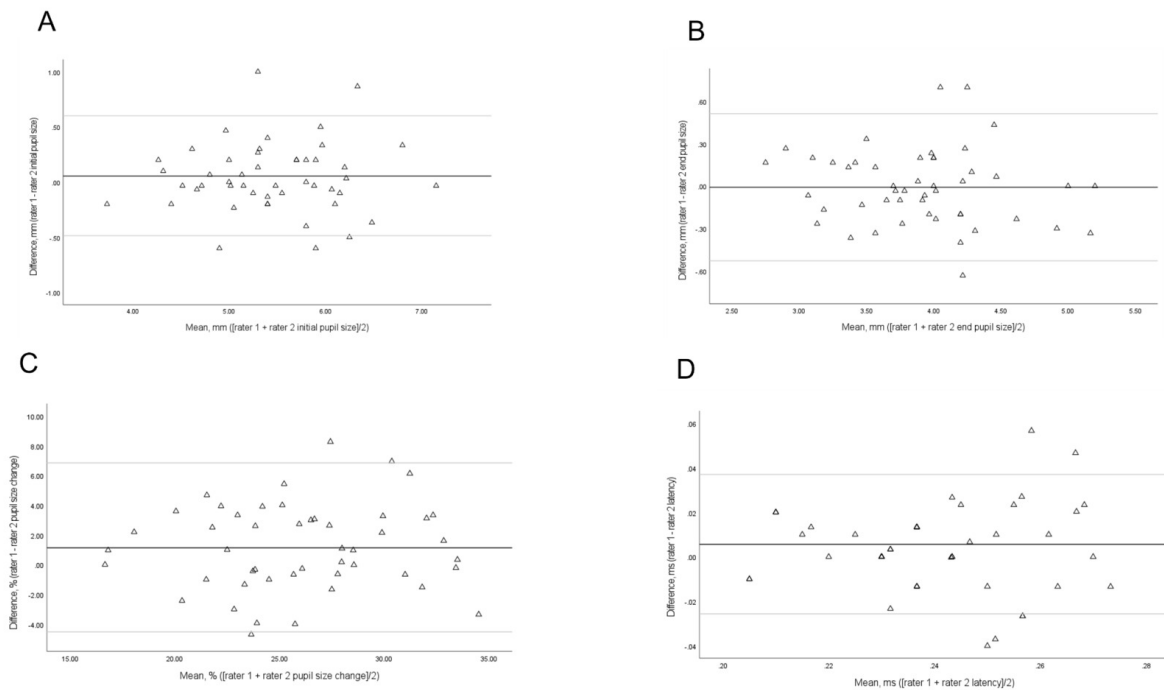 A
Difference, mm (rater 1 - rater 2 initial pupil size)
1.00
.50
.00
-.50
-1.00
4.00 5.00 6.00 7.00
Mean, mm ([rater 1 + rater 2 initial pupil size]/2)
B
Difference, mm (rater 1 - rater 2 end pupil size)
.60
.30
.00
-.30
-.60
2.50 3.00 3.50 4.00 4.50 5.00 5.50
Mean, mm ([rater 1 + rater 2 end pupil size]/2)
C
Difference, % (rater 1 - rater 2 pupil size change)
10.00
8.00
6.00
4.00
2.00
.00
-2.00
-4.00
15.00 20.00 25.00 30.00 35.00
Mean, % ([rater 1 + rater 2 pupil size change]/2)
D
Difference, ms (rater 1 - rater 2 latency)
.06
.04
.02
.00
-.02
-.04
.20 .22 .24 .26 .28
Mean, ms ([rater 1 + rater 2 latency]/2)